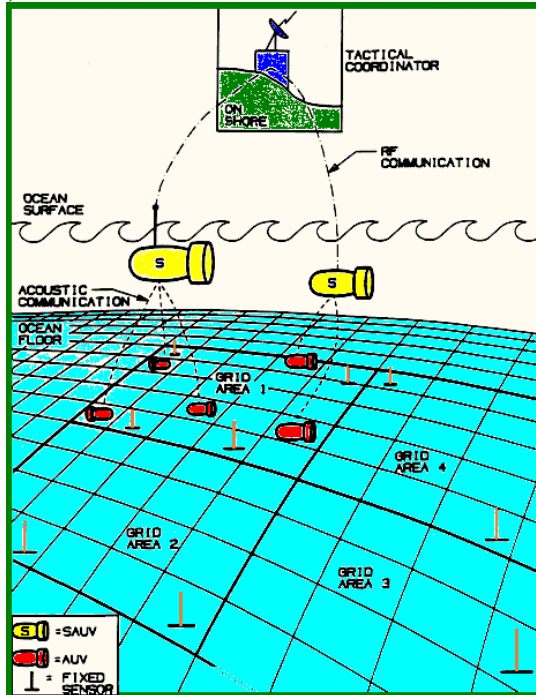 TACTICAL
COORDINATOR
ON
SHORE
RF
COMMUNICATION
OCEAN
SURFACE
S
S
ACOUSTIC
COMMUNICATION
OCEAN
FLOOR
GRID
AREA 1
GRID
AREA 4
GRID
AREA 2
GRID
AREA 3
S = SAUV
= AUV
= FIXED
SENSOR